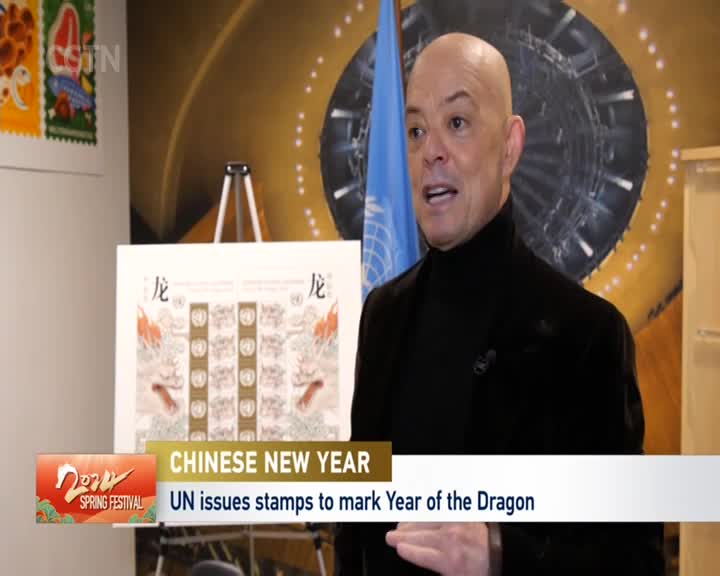 CGTN
龙
龙
CHINESE NEW YEAR
2024
SPRING FESTIVAL
UN issues stamps to mark Year of the Dragon